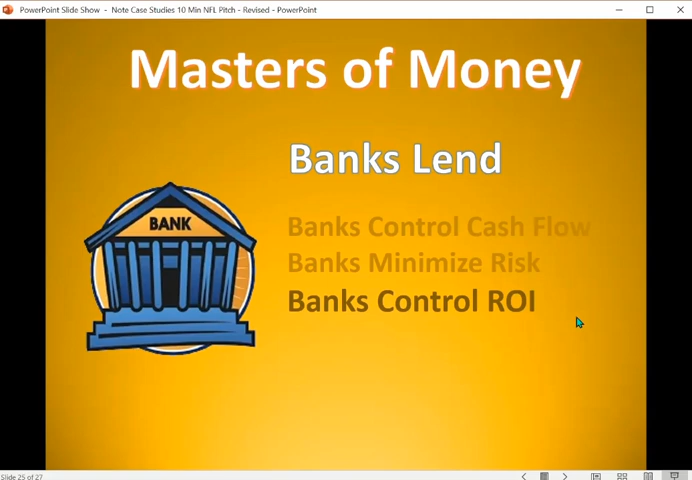 PowerPoint Slide Show - Note Case Studies 10 Min NFL Pitch - Revised - PowerPoint
Masters of Money
Banks Lend
BANK
Banks Control Cash Flow
Banks Minimize Risk
Banks Control ROI
Slide 25 of 27